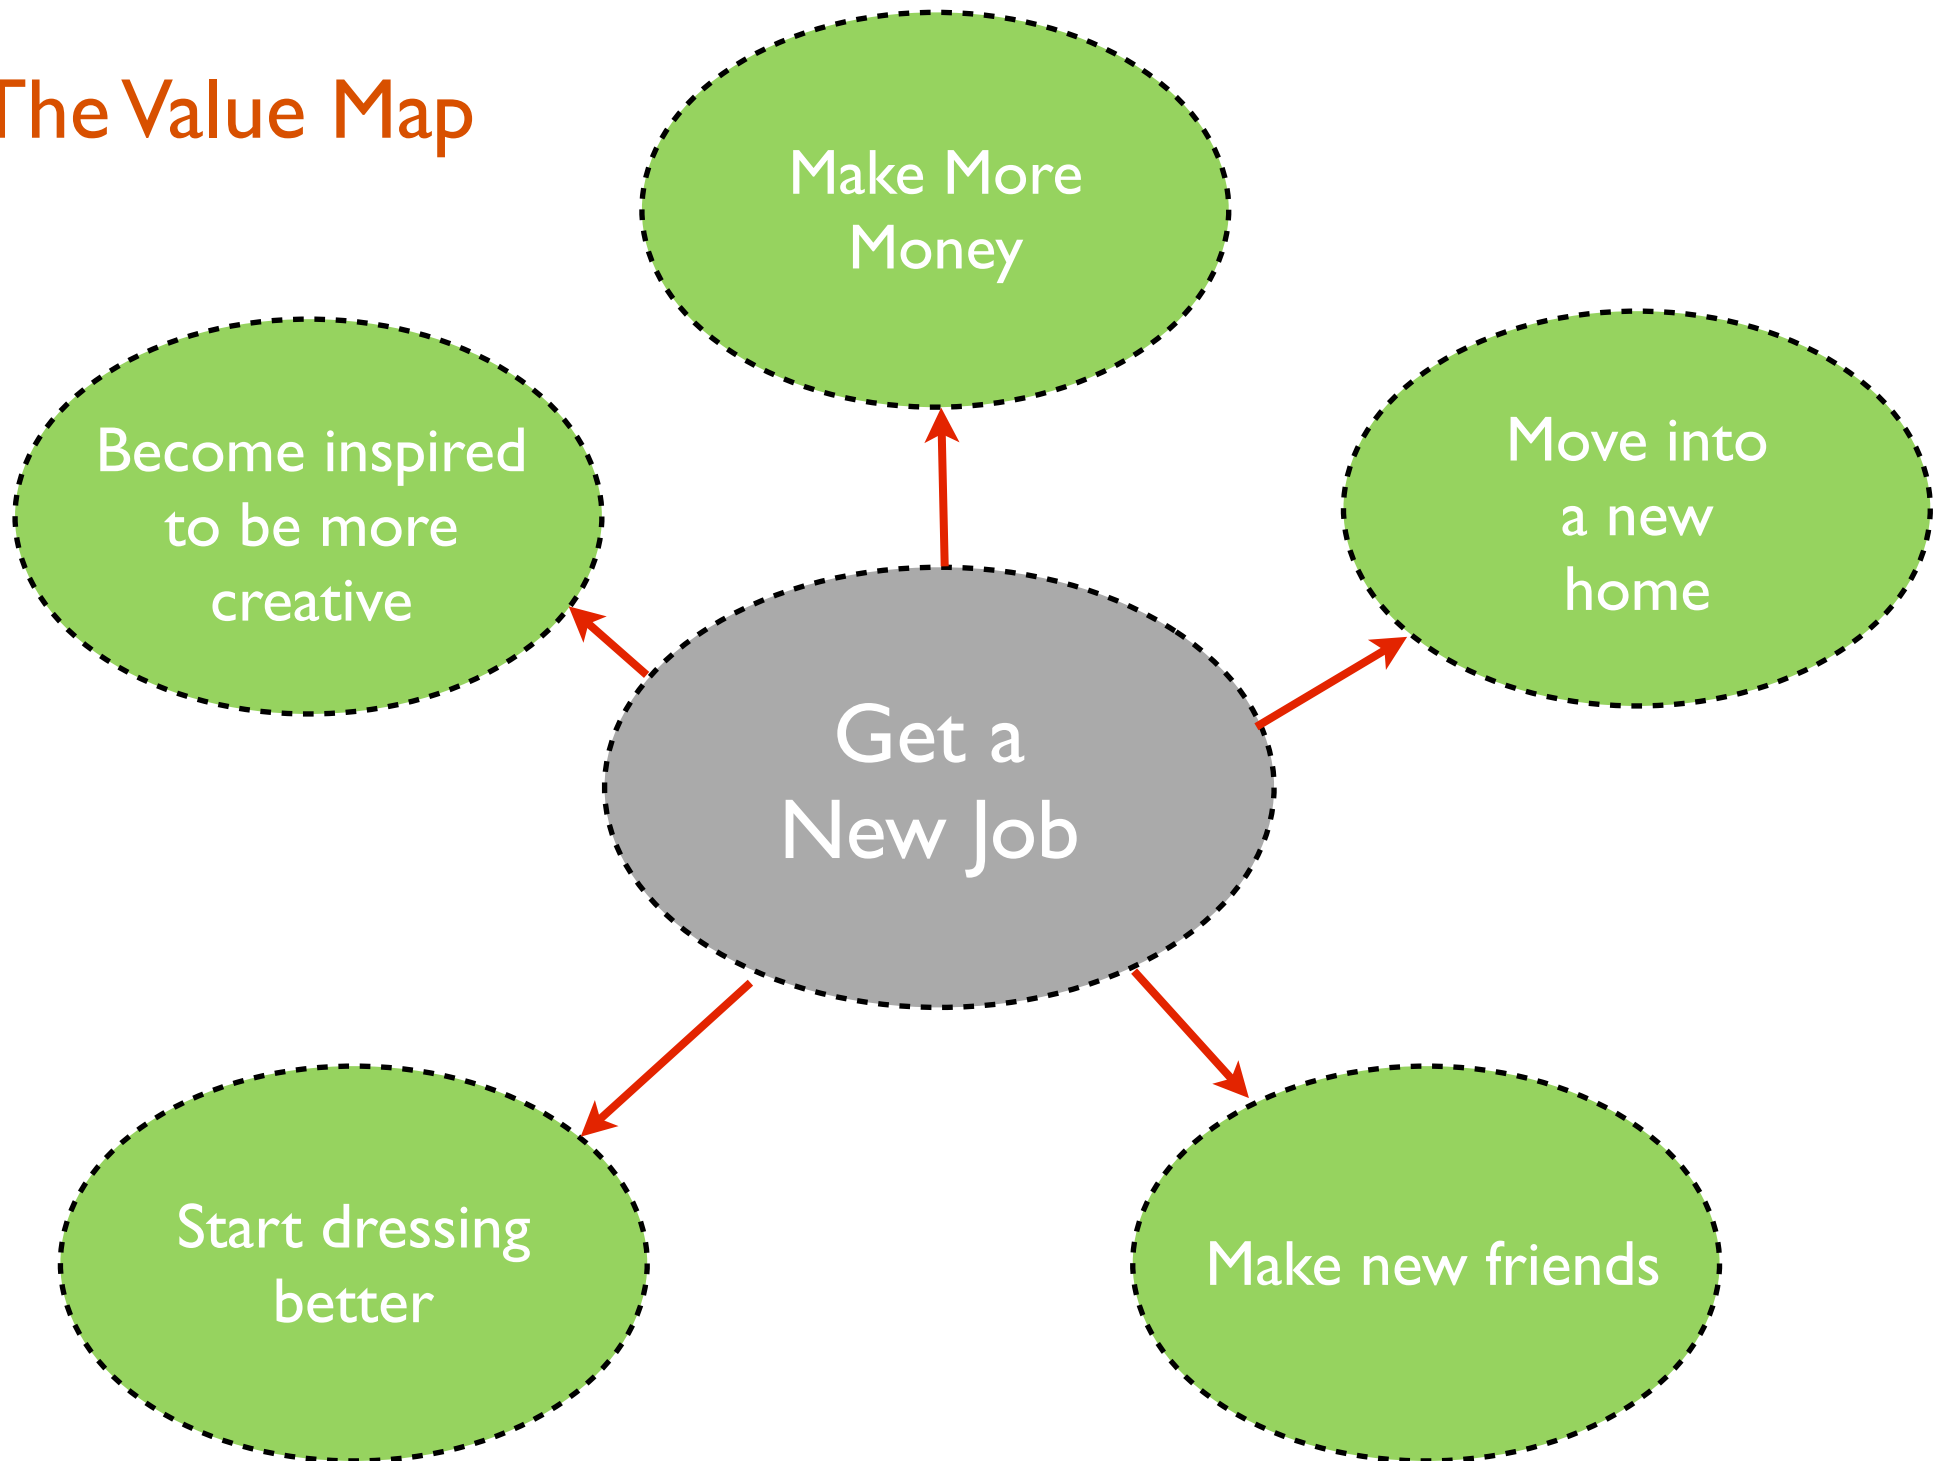 The Value Map
Make More
Money
Become inspired
to be more
creative
Move into
a new
home
Get a
New Job
Start dressing
better
Make new friends